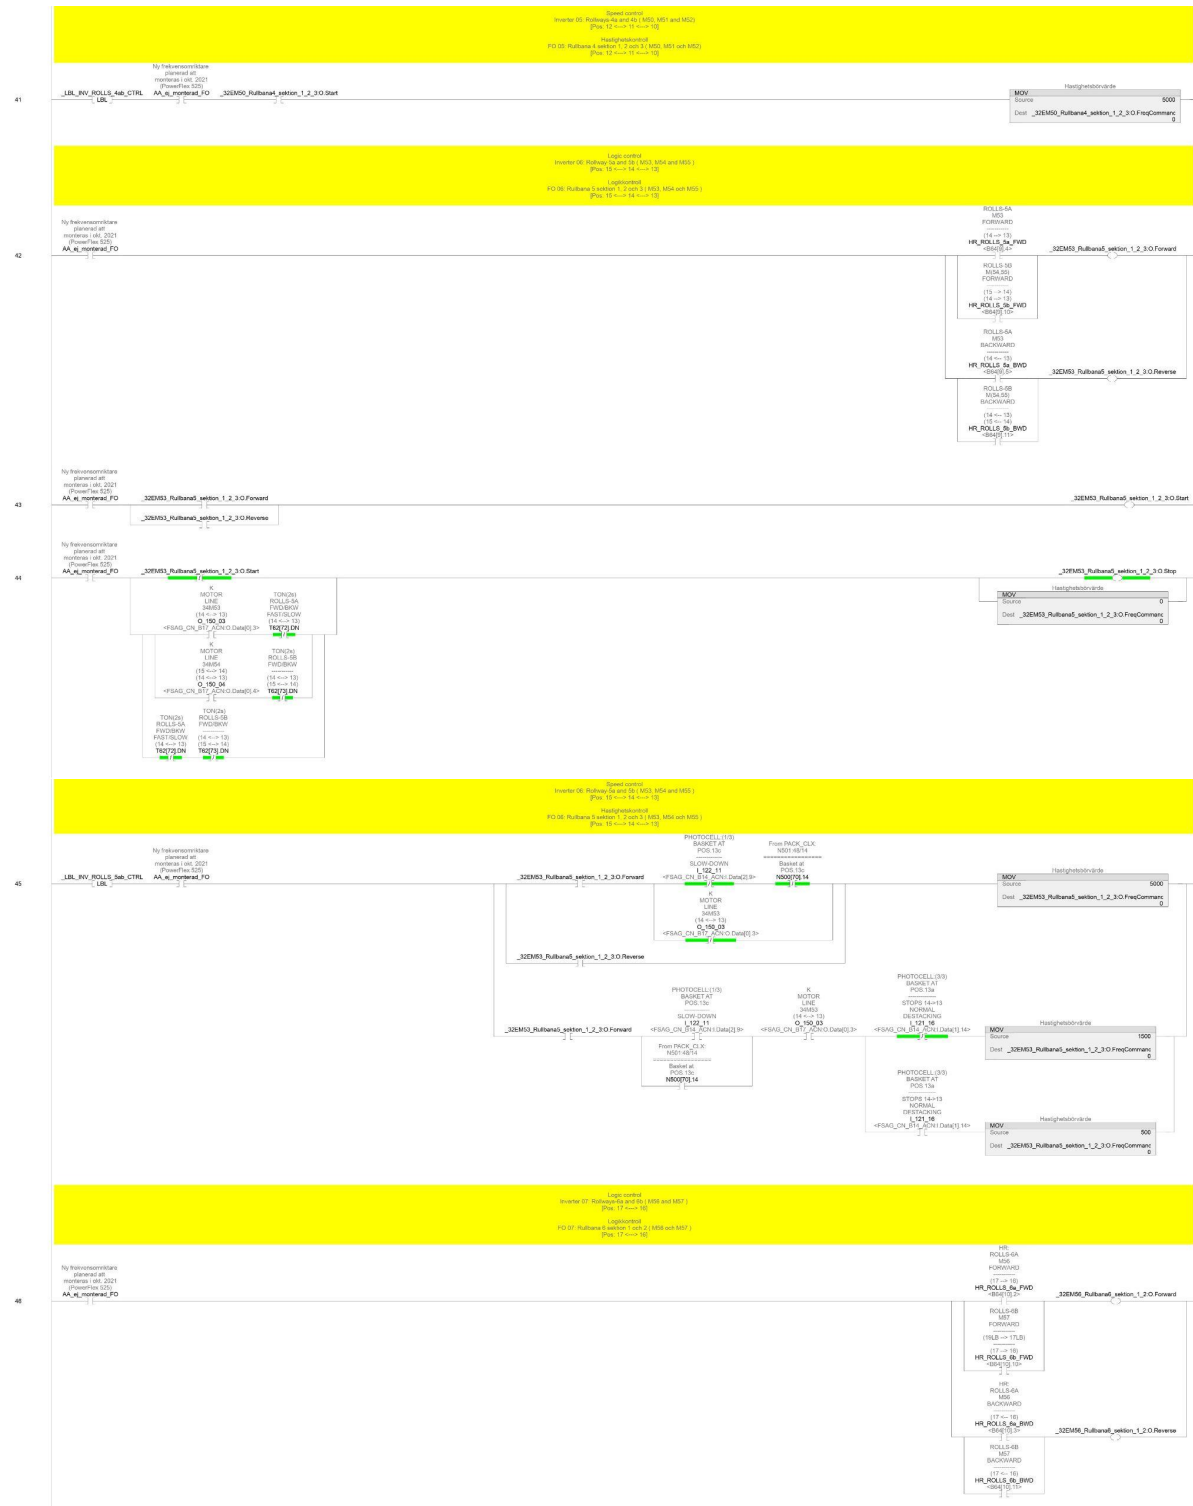 Speed control
Inverter 05: Rollways-4a and 4b ( M50, M51 and M52)
[Pos: 12 <---> 11 <---> 10]
Hastighetskontroll
FO 05: Rullbana 4 sektion 1, 2 och 3 ( M50, M51 och M52)
[Pos: 12 <---> 11 <---> 10]
Ny frekvensomriktare
planerad att
monteras i okt. 2021
(PowerFlex 525)
_LBL_INV_ROLLS_4ab_CTRL AA_ej_monterad_FO _32EM50_Rullbana4_sektion_1_2_3:O.Start
41
LBL
Hastighetsbörvärde
MOV
Source 5000
Dest _32EM50_Rullbana4_sektion_1_2_3:O.FreqCommand
0
Logic control
Inverter 06: Rollway-5a and 5b ( M53, M54 and M55 )
[Pos: 15 <---> 14 <---> 13]
Logikkontroll
FO 06: Rullbana 5 sektion 1, 2 och 3 ( M53, M54 och M55 )
[Pos: 15 <---> 14 <---> 13]
Ny frekvensomriktare
planerad att
monteras i okt. 2021
(PowerFlex 525)
AA_ej_monterad_FO
42
ROLLS-5A
M53
FORWARD
------------
(14 --> 13)
HR_ROLLS_5a_FWD
<B64[9].4>
_32EM53_Rullbana5_sektion_1_2_3:O.Forward
ROLLS-5B
M(54,55)
FORWARD
------------
(15 --> 14)
(14 --> 13)
HR_ROLLS_5b_FWD
<B64[9].10>
ROLLS-5A
M53
BACKWARD
------------
(14 <-- 13)
HR_ROLLS_5a_BWD
<B64[9].5>
_32EM53_Rullbana5_sektion_1_2_3:O.Reverse
ROLLS-5B
M(54,55)
BACKWARD
------------
(14 <-- 13)
(15 <-- 14)
HR_ROLLS_5b_BWD
<B64[9].11>
Ny frekvensomriktare
planerad att
monteras i okt. 2021
(PowerFlex 525)
AA_ej_monterad_FO _32EM53_Rullbana5_sektion_1_2_3:O.Forward _32EM53_Rullbana5_sektion_1_2_3:O.Start
43
_32EM53_Rullbana5_sektion_1_2_3:O.Reverse
Ny frekvensomriktare
planerad att
monteras i okt. 2021
(PowerFlex 525)
AA_ej_monterad_FO _32EM53_Rullbana5_sektion_1_2_3:O.Start _32EM53_Rullbana5_sektion_1_2_3:O.Stop
44
K
MOTOR
LINE
34M53
(14 <--> 13)
O_150_03
<FSAG_CN_B17_ACN:O.Data[0].3>
TON(2s)
ROLLS-5A
FWD/BKW
FAST/SLOW
(14 <--> 13)
T62[72].DN
Hastighetsbörvärde
MOV
Source 0
Dest _32EM53_Rullbana5_sektion_1_2_3:O.FreqCommand
0
K
MOTOR
LINE
34M54
(15 <--> 14)
(14 <--> 13)
O_150_04
<FSAG_CN_B17_ACN:O.Data[0].4>
TON(2s)
ROLLS-5B
FWD/BKW
------------
(14 <--> 13)
(15 <--> 14)
T62[73].DN
TON(2s)
ROLLS-5A
FWD/BKW
FAST/SLOW
(14 <--> 13)
T62[72].DN
TON(2s)
ROLLS-5B
FWD/BKW
------------
(14 <--> 13)
(15 <--> 14)
T62[73].DN
Speed control
Inverter 06: Rollway-5a and 5b ( M53, M54 and M55 )
[Pos: 15 <---> 14 <---> 13]
Hastighetskontroll
FO 06: Rullbana 5 sektion 1, 2 och 3 ( M53, M54 och M55 )
[Pos: 15 <---> 14 <---> 13]
Ny frekvensomriktare
planerad att
monteras i okt. 2021
(PowerFlex 525)
_LBL_INV_ROLLS_5ab_CTRL AA_ej_monterad_FO
45
LBL
_32EM53_Rullbana5_sektion_1_2_3:O.Forward
PHOTOCELL:(1/3)
BASKET AT
POS.13c
------------
SLOW-DOWN
I_122_11
<FSAG_CN_B14_ACN:I.Data[2].9>
From PACK_CLX:
N501:48/14
==================
Basket at
POS.13c
N500[70].14
Hastighetsbörvärde
MOV
Source 5000
Dest _32EM53_Rullbana5_sektion_1_2_3:O.FreqCommand
0
K
MOTOR
LINE
34M53
(14 <--> 13)
O_150_03
<FSAG_CN_B17_ACN:O.Data[0].3>
_32EM53_Rullbana5_sektion_1_2_3:O.Reverse
_32EM53_Rullbana5_sektion_1_2_3:O.Forward
PHOTOCELL:(1/3)
BASKET AT
POS.13c
------------
SLOW-DOWN
I_122_11
<FSAG_CN_B14_ACN:I.Data[2].9>
K
MOTOR
LINE
34M53
(14 <--> 13)
O_150_03
<FSAG_CN_B17_ACN:O.Data[0].3>
PHOTOCELL:(3/3)
BASKET AT
POS.13a
------------
STOPS 14->13
NORMAL
DESTACKING
I_121_16
<FSAG_CN_B14_ACN:I.Data[1].14>
Hastighetsbörvärde
MOV
Source 1500
Dest _32EM53_Rullbana5_sektion_1_2_3:O.FreqCommand
0
From PACK_CLX:
N501:48/14
==================
Basket at
POS.13c
N500[70].14
PHOTOCELL:(3/3)
BASKET AT
POS.13a
------------
STOPS 14->13
NORMAL
DESTACKING
I_121_16
<FSAG_CN_B14_ACN:I.Data[1].14>
Hastighetsbörvärde
MOV
Source 500
Dest _32EM53_Rullbana5_sektion_1_2_3:O.FreqCommand
0
Logic control
Inverter 07: Rollways-6a and 6b ( M56 and M57 )
[Pos: 17 <---> 16]
Logikkontroll
FO 07: Rullbana 6 sektion 1 och 2 ( M56 och M57 )
[Pos: 17 <---> 16]
Ny frekvensomriktare
planerad att
monteras i okt. 2021
(PowerFlex 525)
AA_ej_monterad_FO
46
HR:
ROLLS-6A
M56
FORWARD
------------
(17 --> 16)
HR_ROLLS_6a_FWD
<B64[10].2>
_32EM56_Rullbana6_sektion_1_2:O.Forward
ROLLS-6B
M57
FORWARD
------------
(19LB --> 17LB)
------------
(17 --> 16)
HR_ROLLS_6b_FWD
<B64[10].10>
HR:
ROLLS-6A
M56
BACKWARD
------------
(17 <-- 16)
HR_ROLLS_6a_BWD
<B64[10].3>
_32EM56_Rullbana6_sektion_1_2:O.Reverse
ROLLS-6B
M57
BACKWARD
------------
(17 <-- 16)
HR_ROLLS_6b_BWD
<B64[10].11>